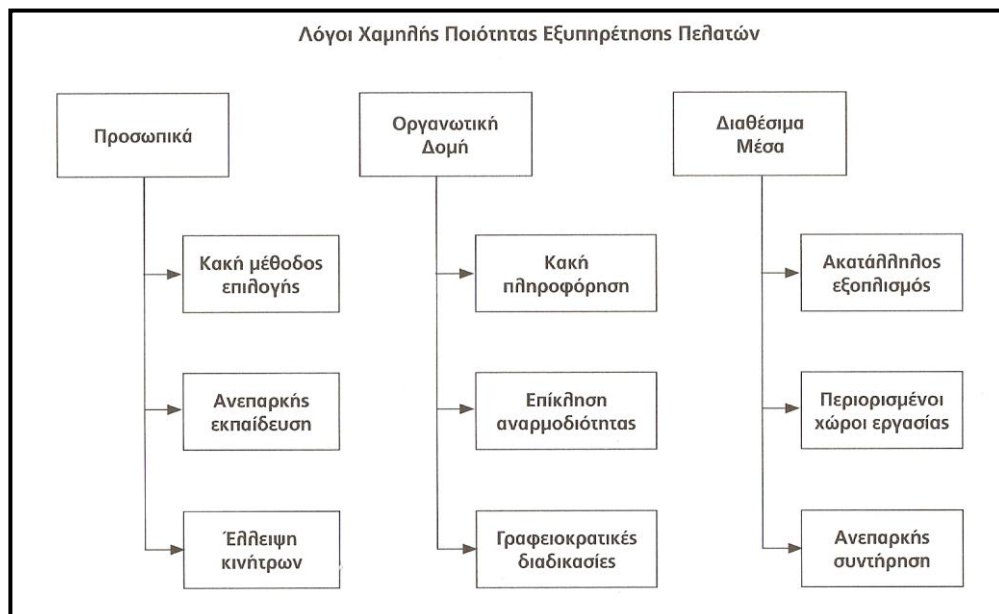 Λόγοι Χαμηλής Ποιότητας Εξυπηρέτησης Πελατών
Προσωπικά
Οργανωτική
Δομή
Διαθέσιμα
Μέσα
Κακή μέθοδος
επιλογής
Κακή
πληροφόρηση
Ακατάλληλος
εξοπλισμός
Ανεπαρκής
εκπαίδευση
Επίκληση
αναρμοδιότητας
Περιορισμένοι
χώροι εργασίας
Έλλειψη
κινήτρων
Γραφειοκρατικές
διαδικασίες
Ανεπαρκής
συντήρηση